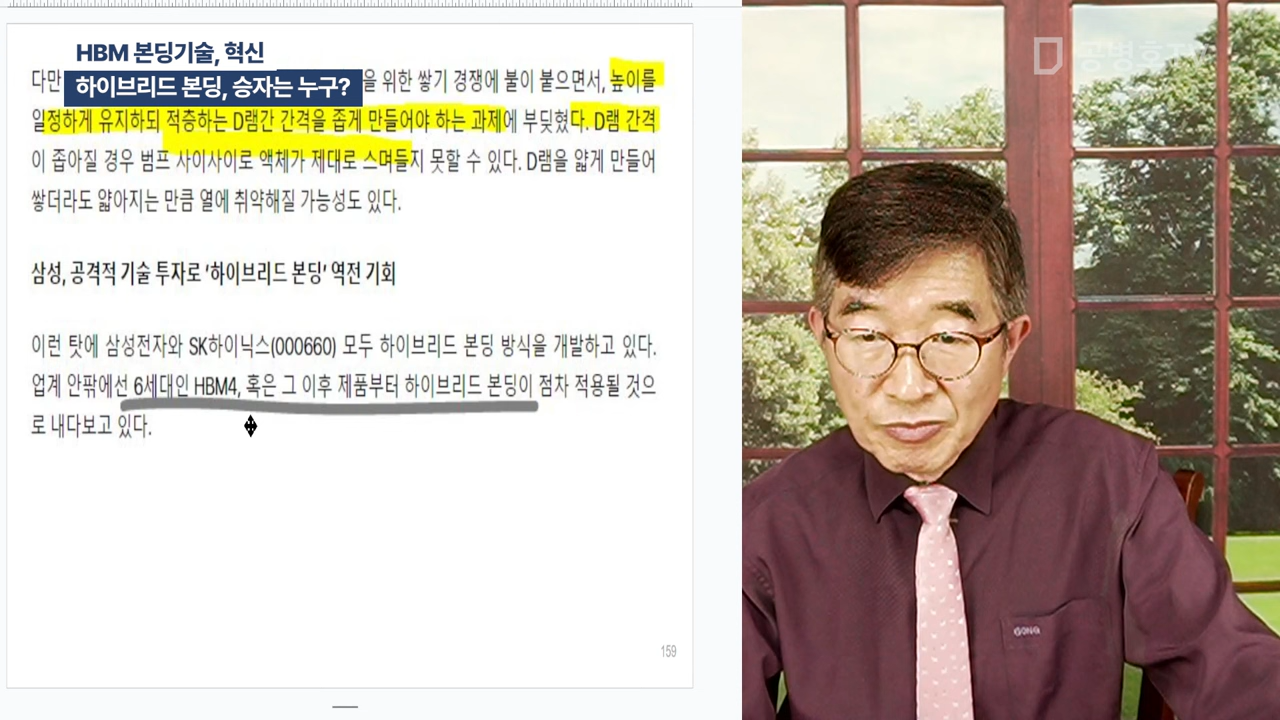 HBM 본딩기술, 혁신
하이브리드 본딩, 승자는 누구?
다만
을 위한 쌓기 경쟁에 불이 붙으면서, 높이를
일정하게 유지하되 적층하는 D램간 간격을 좁게 만들어야 하는 과제에 부딪혔다. D램 간격
이 좁아질 경우 범프 사이사이로 액체가 제대로 스며들지 못할 수 있다. D램을 얇게 만들어
쌓더라도 얇아지는 만큼 열에 취약해질 가능성도 있다.
삼성, 공격적 기술 투자로 ‘하이브리드 본딩’ 역전 기회
이런 탓에 삼성전자와 SK하이닉스(000660) 모두 하이브리드 본딩 방식을 개발하고 있다.
업계 안팎에선 6세대인 HBM4, 혹은 그 이후 제품부터 하이브리드 본딩이 점차 적용될 것으
로 내다보고 있다.
159
공병호
GONG